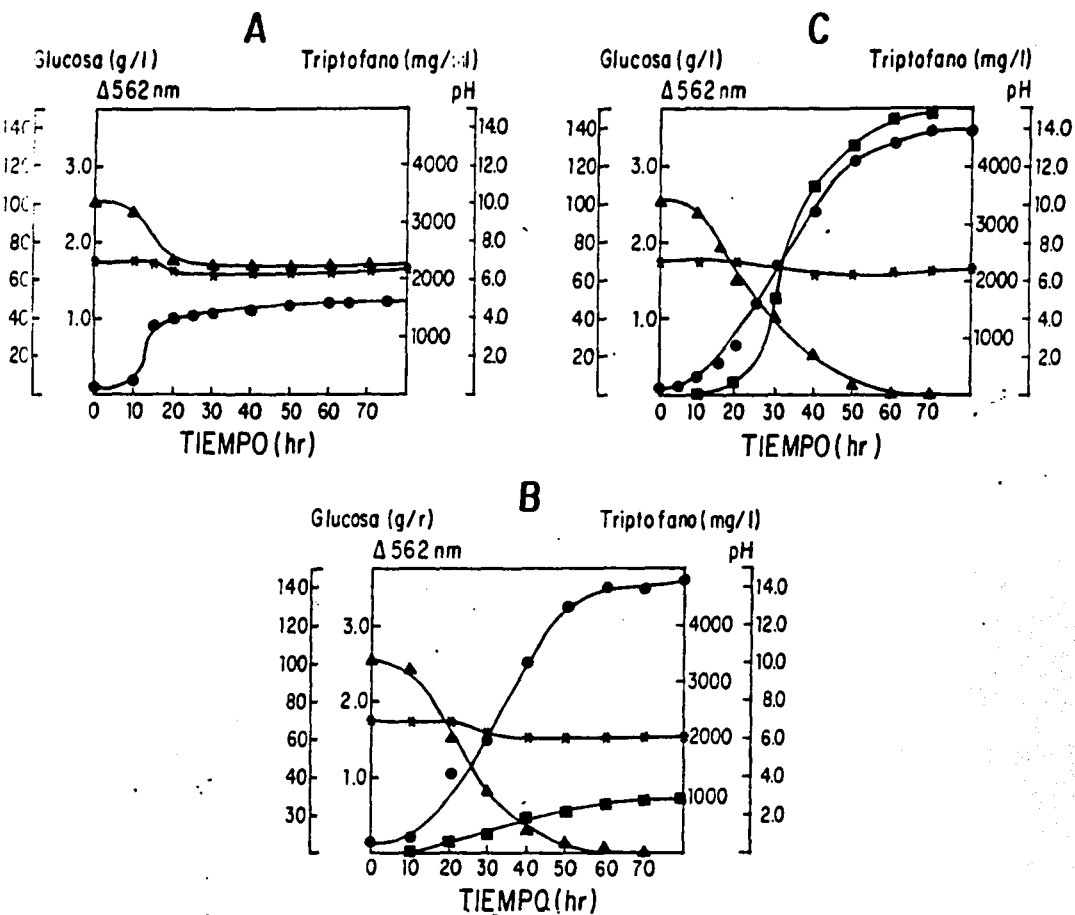 A
Glucosa (g/l) Triptofano (mg/l)
Δ562 nm pH
140 14.0
120 3.0 4000 12.0
100 3000 10.0
80 2.0 8.0
60 2000 6.0
40 1.0 4.0
20 1000 2.0
0 10 20 30 40 50 60 70
TIEMPO (hr)
C
Glucosa (g/l) Triptofano (mg/l)
Δ562 nm pH
140 14.0
120 3.0 4000 12.0
100 3000 10.0
80 2.0 8.0
60 2000 6.0
40 1.0 4.0
20 1000 2.0
0 10 20 30 40 50 60 70
TIEMPO (hr)
B
Glucosa (g/r) Triptofano (mg/l)
Δ562 nm pH
140 14.0
120 3.0 4000 12.0
100 3000 10.0
80 2.0 8.0
60 2000 6.0
40 1.0 1000 4.0
30 2.0
0 10 20 30 40 50 60 70
TIEMPO (hr)